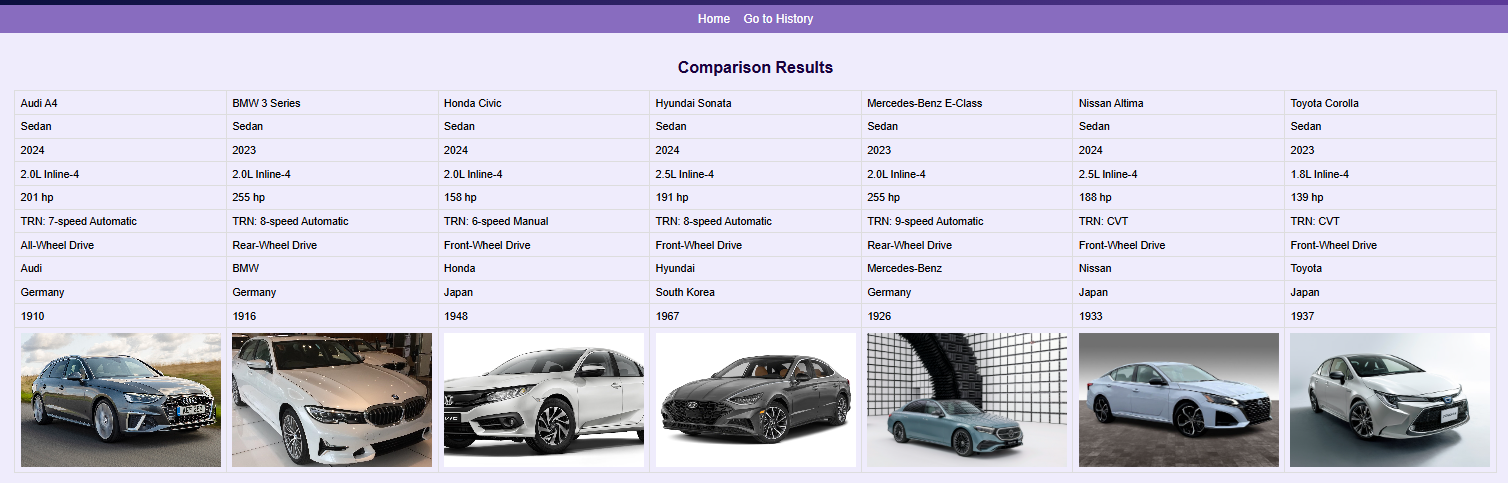 Home Go to History
Comparison Results
Audi A4 BMW 3 Series Honda Civic Hyundai Sonata Mercedes-Benz E-Class Nissan Altima Toyota Corolla
Sedan Sedan Sedan Sedan Sedan Sedan Sedan
2024 2023 2024 2024 2023 2024 2023
2.0L Inline-4 2.0L Inline-4 2.0L Inline-4 2.5L Inline-4 2.0L Inline-4 2.5L Inline-4 1.8L Inline-4
201 hp 255 hp 158 hp 191 hp 255 hp 188 hp 139 hp
TRN: 7-speed Automatic TRN: 8-speed Automatic TRN: 6-speed Manual TRN: 8-speed Automatic TRN: 9-speed Automatic TRN: CVT TRN: CVT
All-Wheel Drive Rear-Wheel Drive Front-Wheel Drive Front-Wheel Drive Rear-Wheel Drive Front-Wheel Drive Front-Wheel Drive
Audi BMW Honda Hyundai Mercedes-Benz Nissan Toyota
Germany Germany Japan South Korea Germany Japan Japan
1910 1916 1948 1967 1926 1933 1937